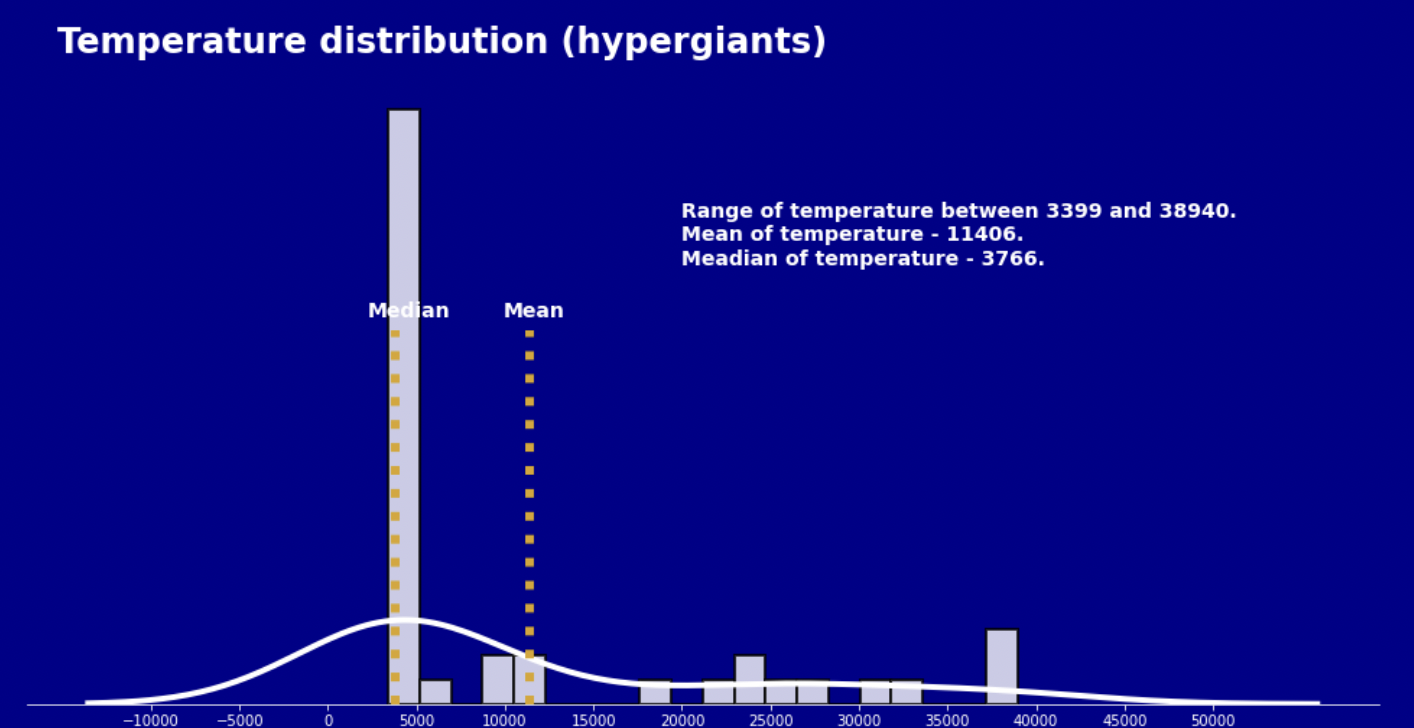 Temperature distribution (hypergiants)
Range of temperature between 3399 and 38940.
Mean of temperature - 11406.
Meadian of temperature - 3766.
Median Mean
−10000 −5000 0 5000 10000 15000 20000 25000 30000 35000 40000 45000 50000